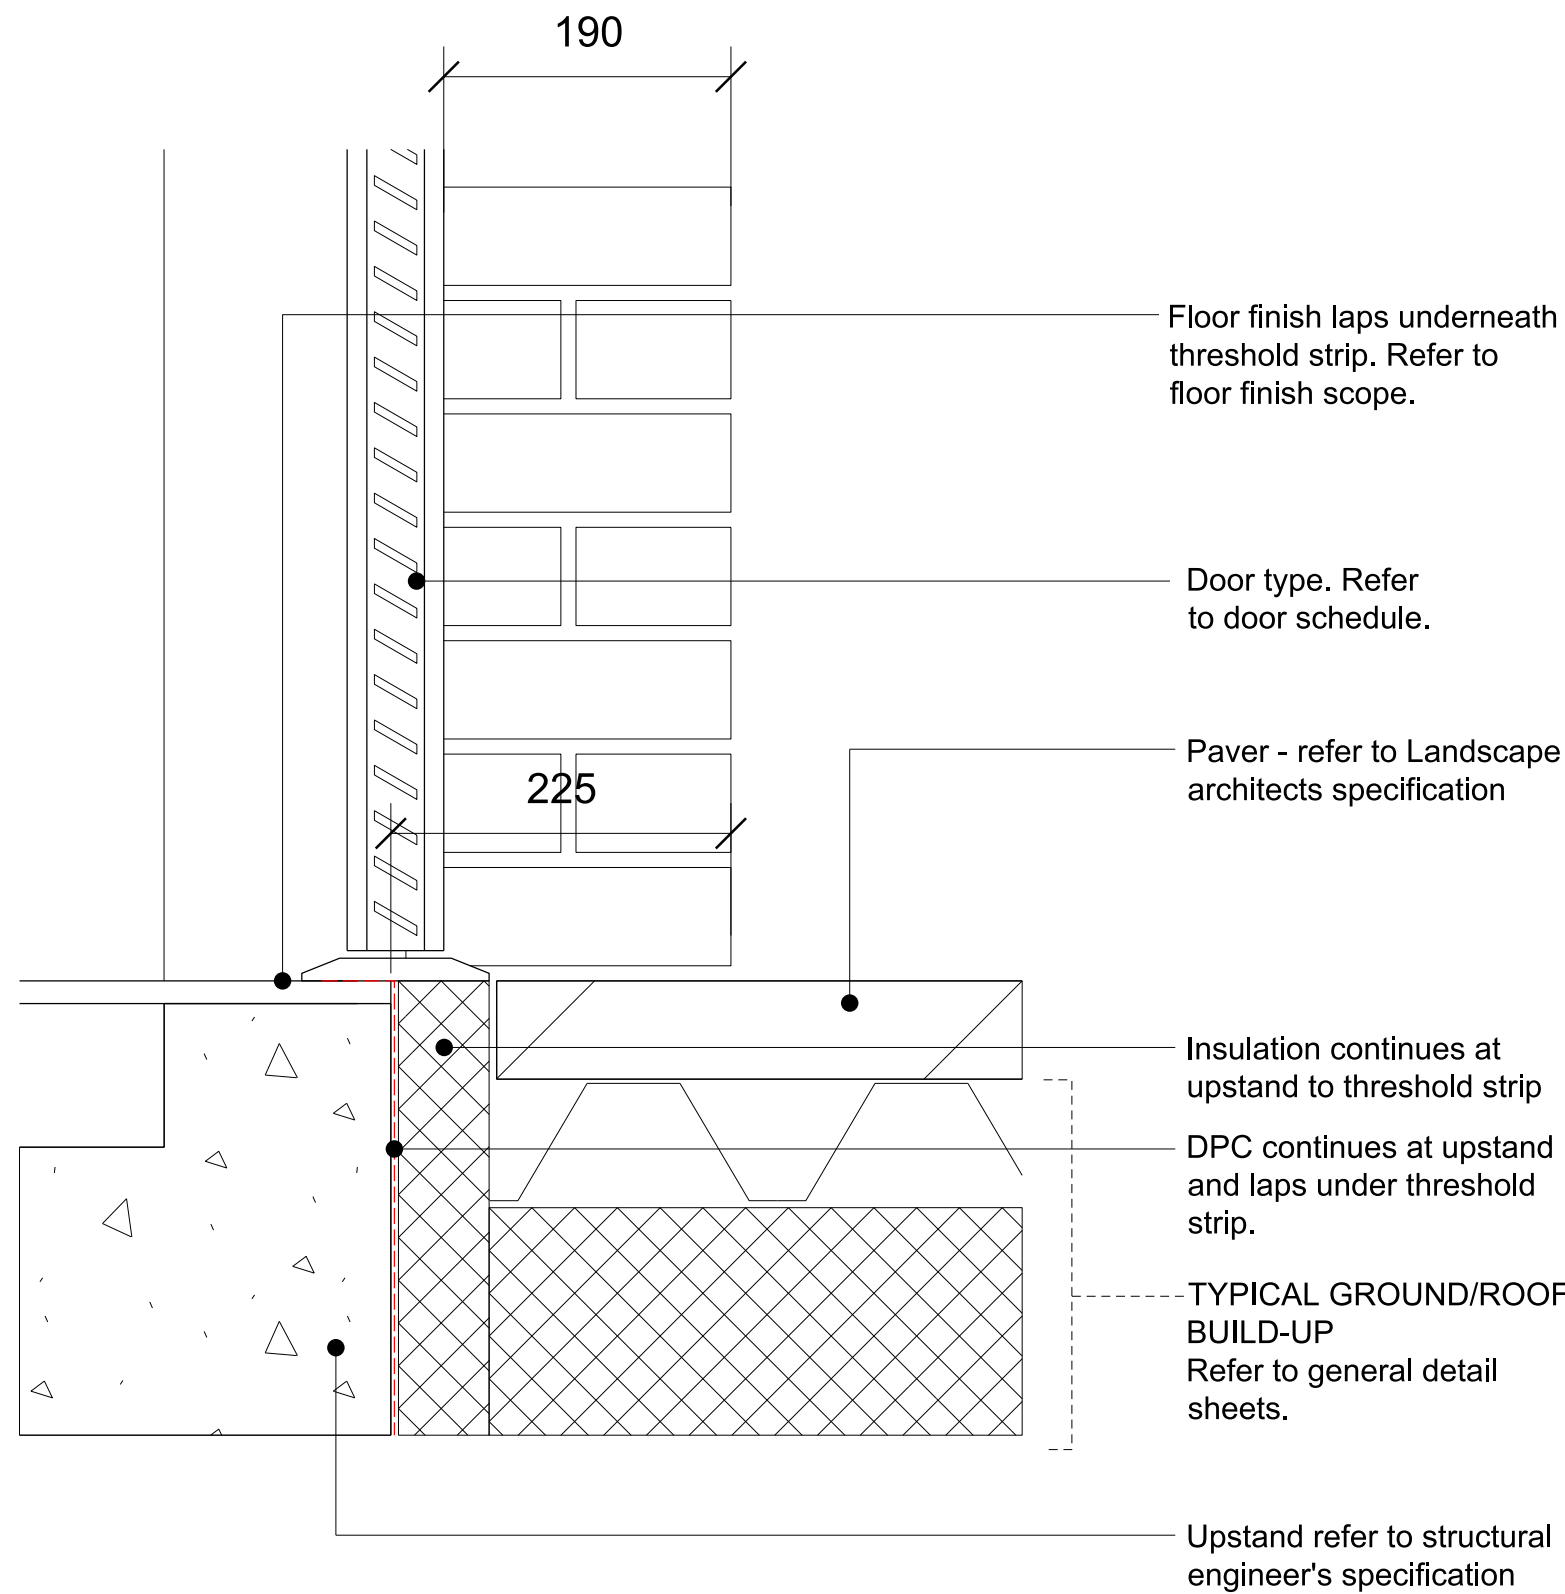 190
Floor finish laps underneath
threshold strip. Refer to
floor finish scope.
Door type. Refer
to door schedule.
Paver - refer to Landscape
architects specification
225
Insulation continues at
upstand to threshold strip
DPC continues at upstand
and laps under threshold
strip.
TYPICAL GROUND/ROOF
BUILD-UP
Refer to general detail
sheets.
Upstand refer to structural
engineer's specification